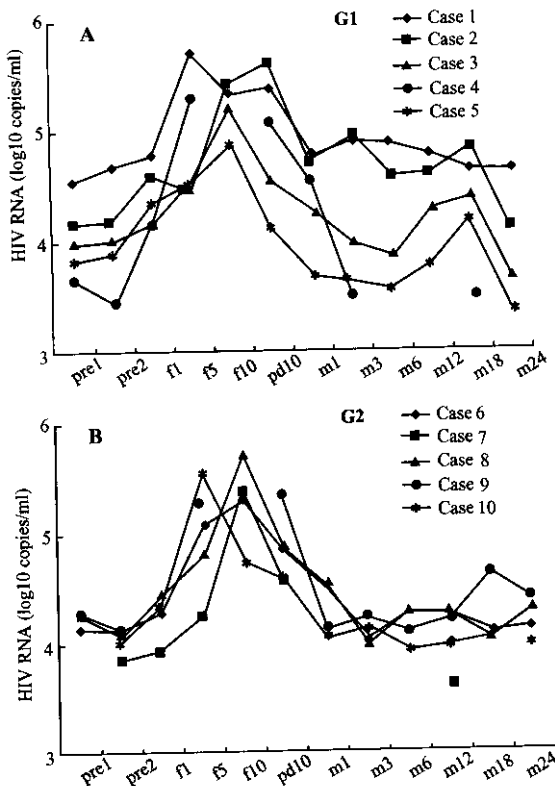 A
G1
Case 1
Case 2
Case 3
Case 4
Case 5
HIV RNA (log10 copies/ml)
6
5
4
3
pre1 pre2 f1 f5 f10 pd10 m1 m3 m6 m12 m18 m24
B
G2
Case 6
Case 7
Case 8
Case 9
Case 10
HIV RNA (log10 copies/ml)
6
5
4
3
pre1 pre2 f1 f5 f10 pd10 m1 m3 m6 m12 m18 m24